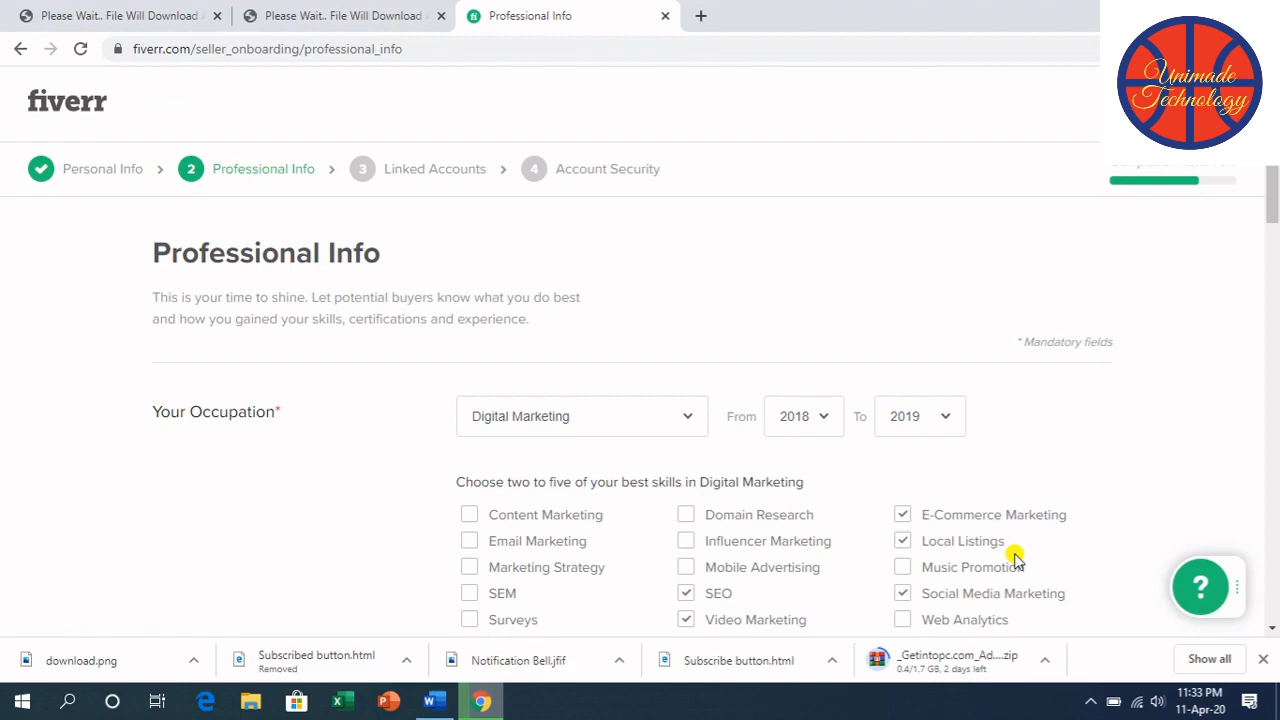 Please Wait.. File Will Download
Please Wait.. File Will Download
Professional Info
fiverr.com/seller_onboarding/professional_info
Unimade
Technology
fiverr
Personal Info
2 Professional Info
3 Linked Accounts
4 Account Security
Professional Info
This is your time to shine. Let potential buyers know what you do best
and how you gained your skills, certifications and experience.
* Mandatory fields
Your Occupation*
Digital Marketing
From 2018 To 2019
Choose two to five of your best skills in Digital Marketing
Content Marketing Domain Research E-Commerce Marketing
Email Marketing Influencer Marketing Local Listings
Marketing Strategy Mobile Advertising Music Promotion
SEM SEO Social Media Marketing
Surveys Video Marketing Web Analytics
?
download.png
Subscribed button.html
Removed
Notification Bell.jfif
Subscribe button.html
_Getintopc.com_Ad....zip
0.4/1.7 GB, 2 days left
Show all
11:33 PM
11-Apr-20